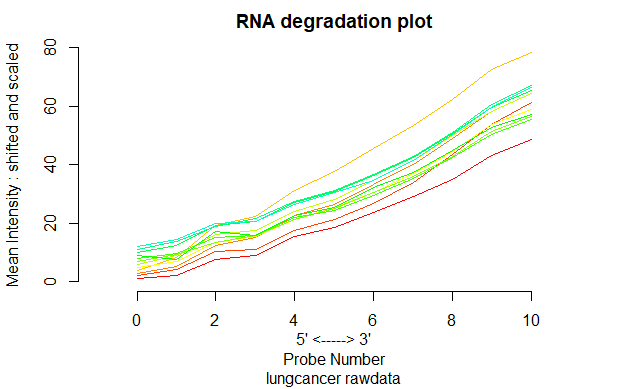 RNA degradation plot
Mean Intensity : shifted and scaled
80
60
40
20
0
0 2 4 6 8 10
5' <-----> 3'
Probe Number
lungcancer rawdata